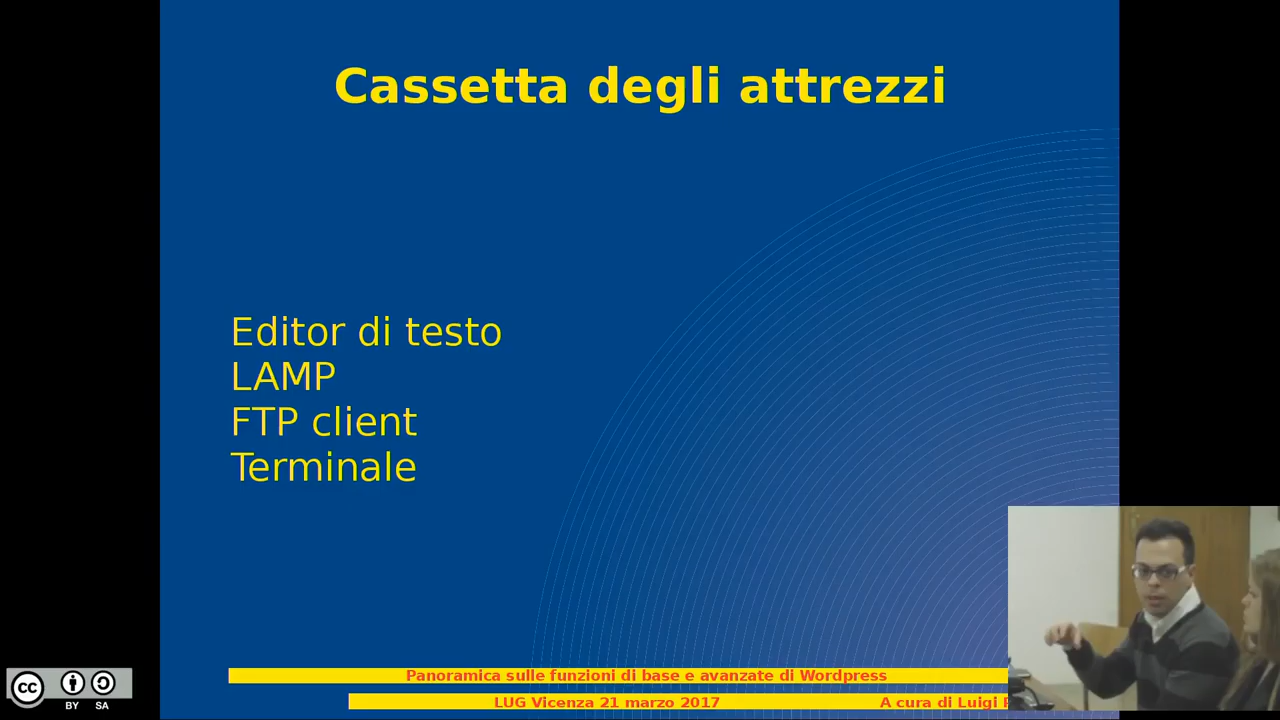 Cassetta degli attrezzi
Editor di testo
LAMP
FTP client
Terminale
Panoramica sulle funzioni di base e avanzate di Wordpress
LUG Vicenza 21 marzo 2017 A cura di Luigi
cc BY SA